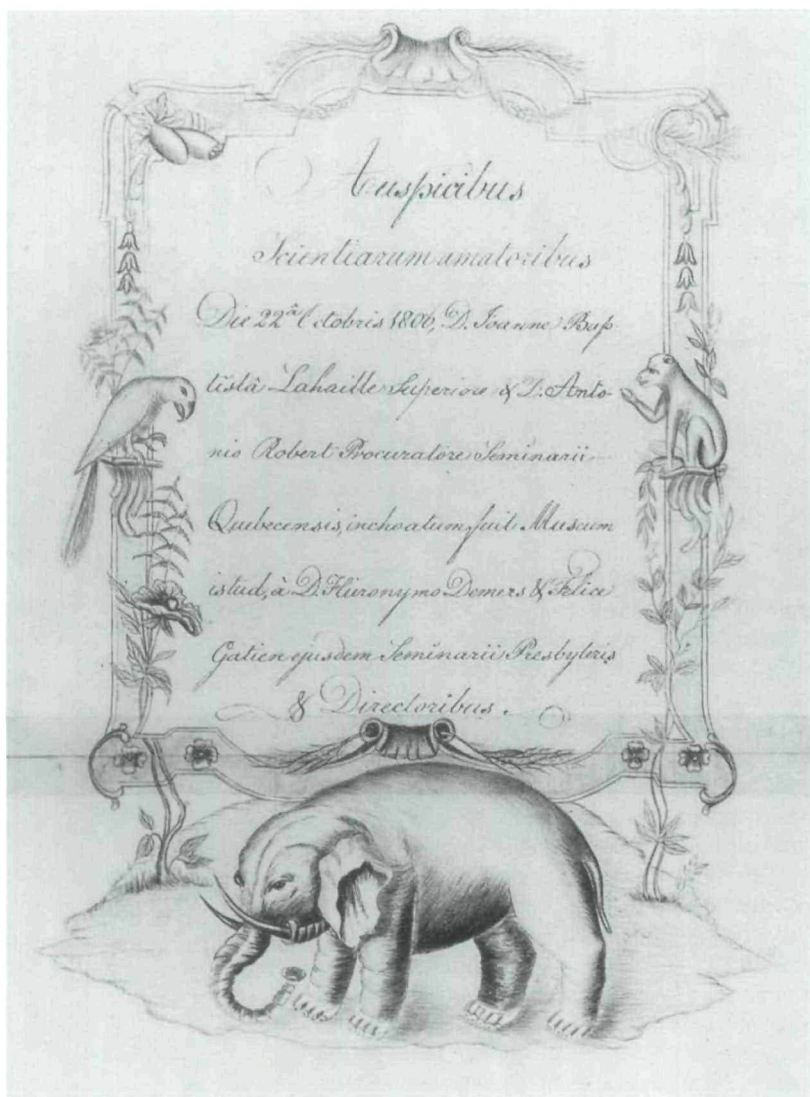 Auspicibus
Scientiarum amatoribus
Die 22â Octobris 1806, D. Joanne Bap
tistâ Lahaille Superiore & D. Anto-
nio Robert Procuratore Seminarii
Quebecensis, inchoatum fuit Museum
istud, à D. Hieronymo Demers & Felice
Gatien ejusdem Seminarii Presbyteris
& Directoribus.